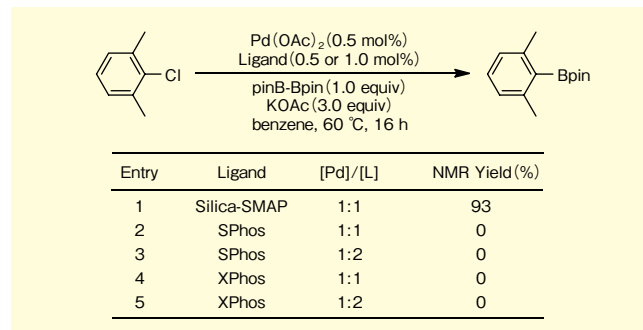 Pd(OAc)2(0.5 mol%)
Ligand(0.5 or 1.0 mol%)
Cl
Bpin
pinB-Bpin(1.0 equiv)
KOAc(3.0 equiv)
benzene, 60 ℃, 16 h
Entry Ligand [Pd]/[L] NMR Yield(%)
1 Silica-SMAP 1:1 93
2 SPhos 1:1 0
3 SPhos 1:2 0
4 XPhos 1:1 0
5 XPhos 1:2 0